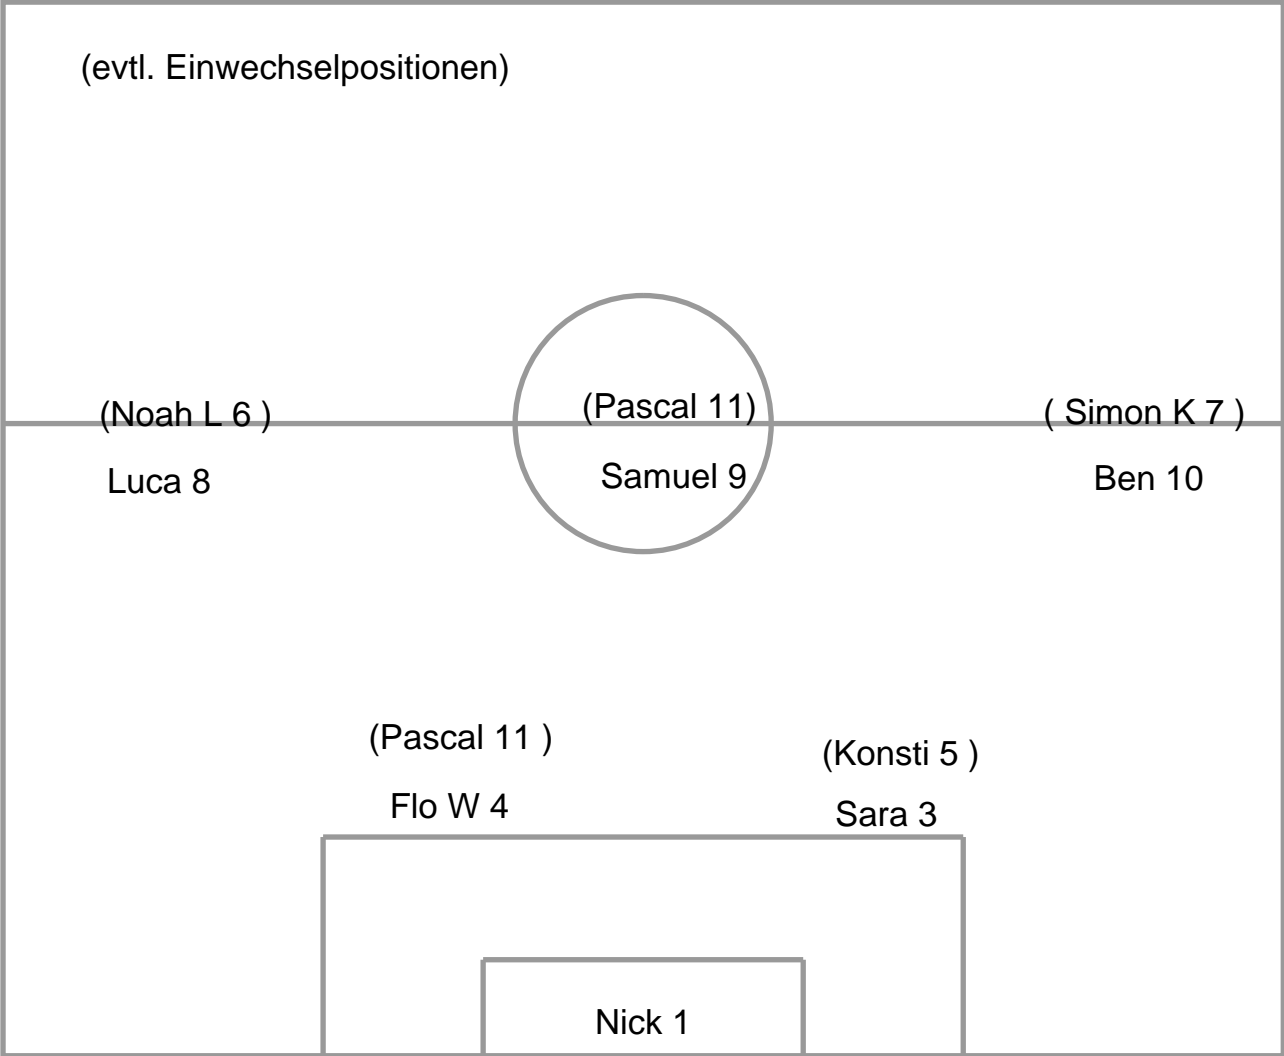 (evtl. Einwechselpositionen)
(Noah L 6 )
(Pascal 11)
( Simon K 7 )
Luca 8
Samuel 9
Ben 10
(Pascal 11 )
(Konsti 5 )
Flo W 4
Sara 3
Nick 1